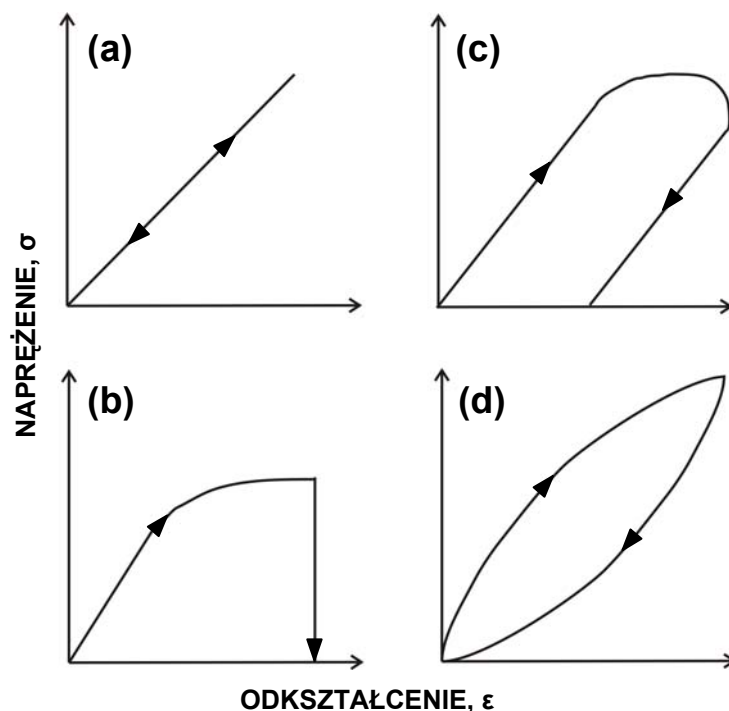 (a)
(c)
NAPRĘŻENIE, σ
(b)
(d)
ODKSZTAŁCENIE, ε